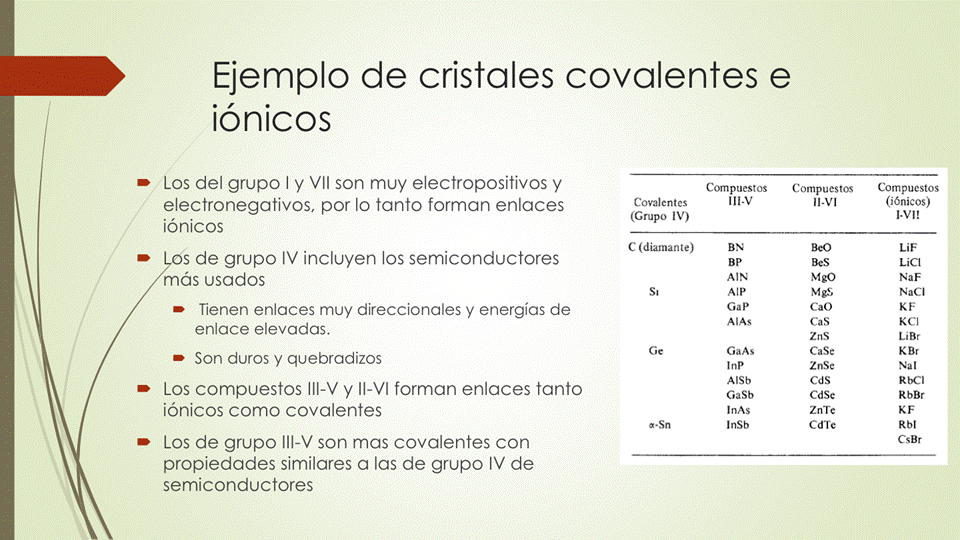 Ejemplo de cristales covalentes e
iónicos
Los del grupo I y VII son muy electropositivos y
electronegativos, por lo tanto forman enlaces
iónicos
Los de grupo IV incluyen los semiconductores
más usados
Tienen enlaces muy direccionales y energías de
enlace elevadas.
Son duros y quebradizos
Los compuestos III-V y II-VI forman enlaces tanto
iónicos como covalentes
Los de grupo III-V son mas covalentes con
propiedades similares a las de grupo IV de
semiconductores
Covalentes
(Grupo IV)
Compuestos
III-V
Compuestos
II-VI
Compuestos
(iónicos)
I-VII
C (diamante) BN BeO LiF
BP BeS LiCl
AlN MgO NaF
Si AlP MgS NaCl
GaP CaO KF
AlAs CaS KCl
ZnS LiBr
Ge GaAs CaSe KBr
InP ZnSe NaI
AlSb CdS RbCl
GaSb CdSe RbBr
InAs ZnTe KF
α-Sn InSb CdTe RbI
CsBr